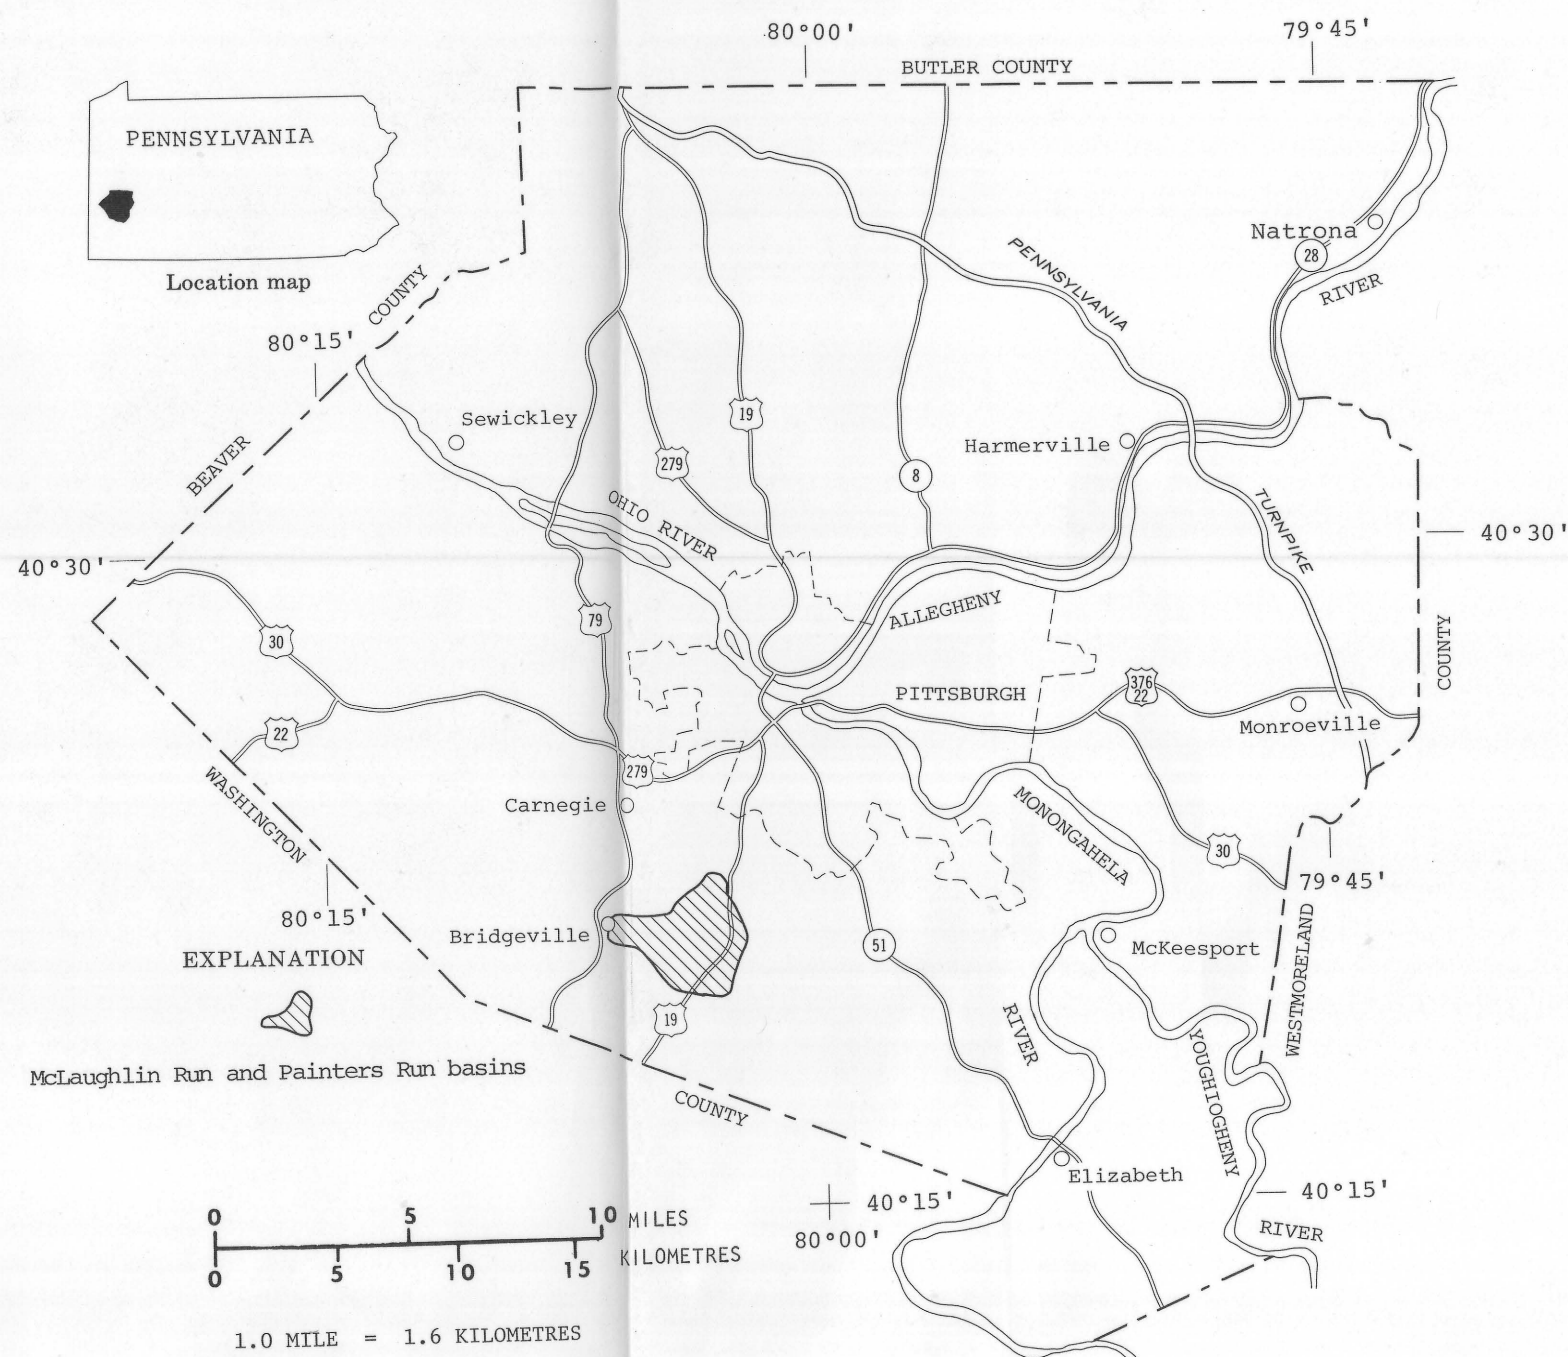 80°00'
79°45'
BUTLER COUNTY
PENNSYLVANIA
Location map
COUNTY
80°15'
Natrona
28
RIVER
PENNSYLVANIA
Sewickley
19
279
8
Harmerville
BEAVER
OHIO RIVER
TURNPIKE
40°30'
40°30'
79
30
ALLEGHENY
COUNTY
PITTSBURGH
376
22
Monroeville
22
279
WASHINGTON
Carnegie
MONONGAHELA
30
79°45'
80°15'
Bridgeville
51
McKeesport
WESTMORELAND
EXPLANATION
19
RIVER
YOUGHIOGHENY
McLaughlin Run and Painters Run basins
COUNTY
Elizabeth
40°15'
40°15'
80°00'
RIVER
0 5 10 MILES
KILOMETRES
0 5 10 15
1.0 MILE = 1.6 KILOMETRES